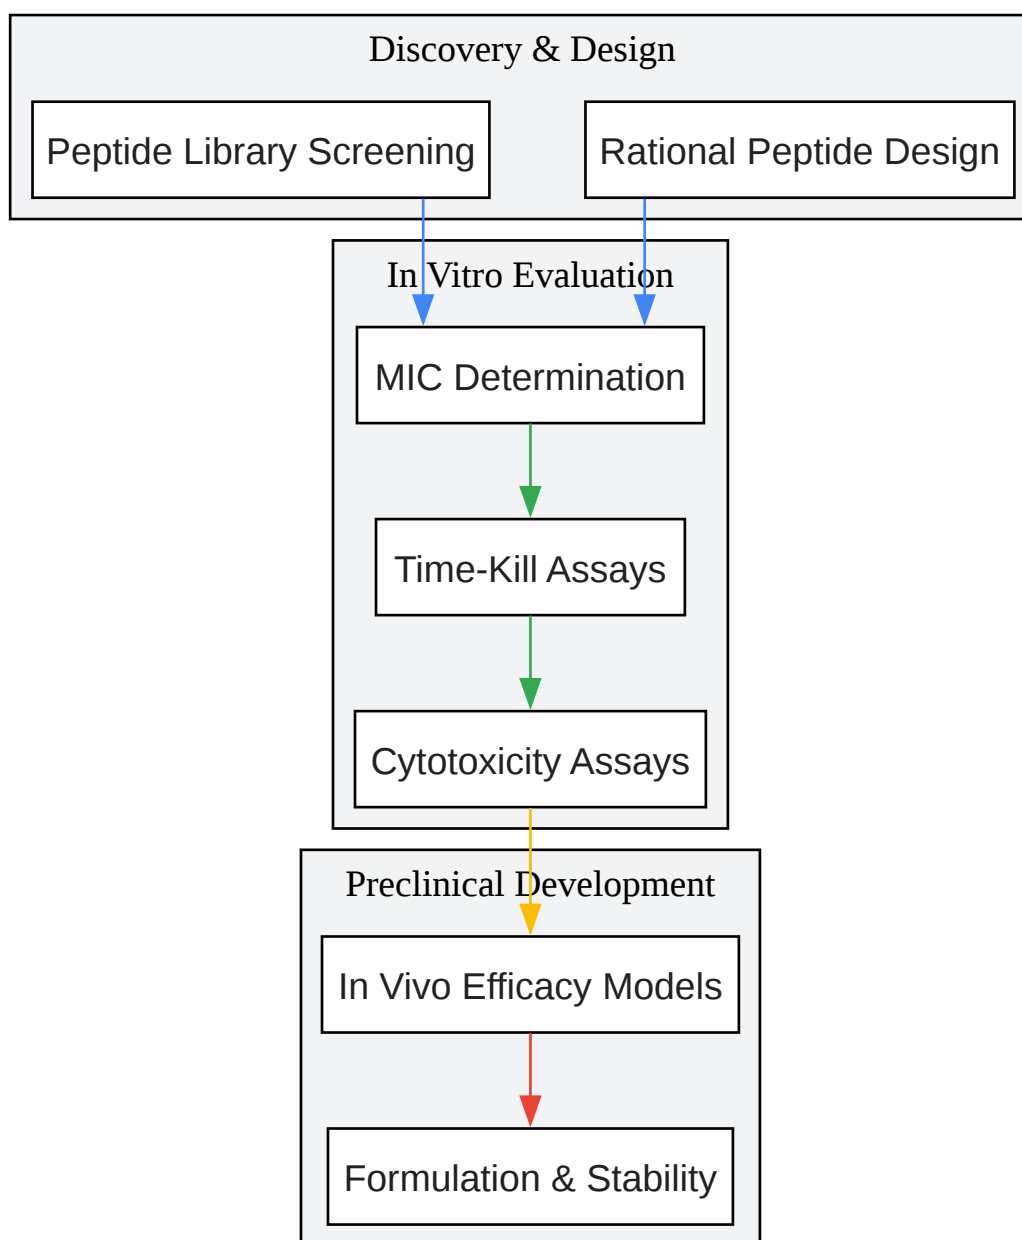 Discovery & Design
Peptide Library Screening
Rational Peptide Design
In Vitro Evaluation
MIC Determination
Time-Kill Assays
Cytotoxicity Assays
Preclinical Development
In Vivo Efficacy Models
Formulation & Stability